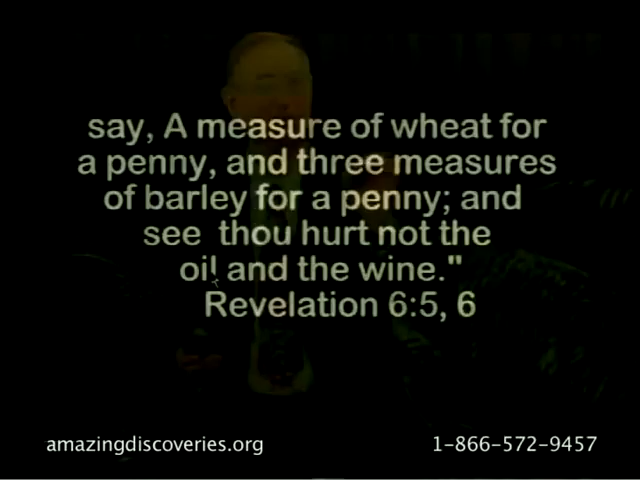 say, A measure of wheat for
a penny, and three measures
of barley for a penny; and
see thou hurt not the
oil and the wine."
Revelation 6:5, 6
amazingdiscoveries.org 1-866-572-9457